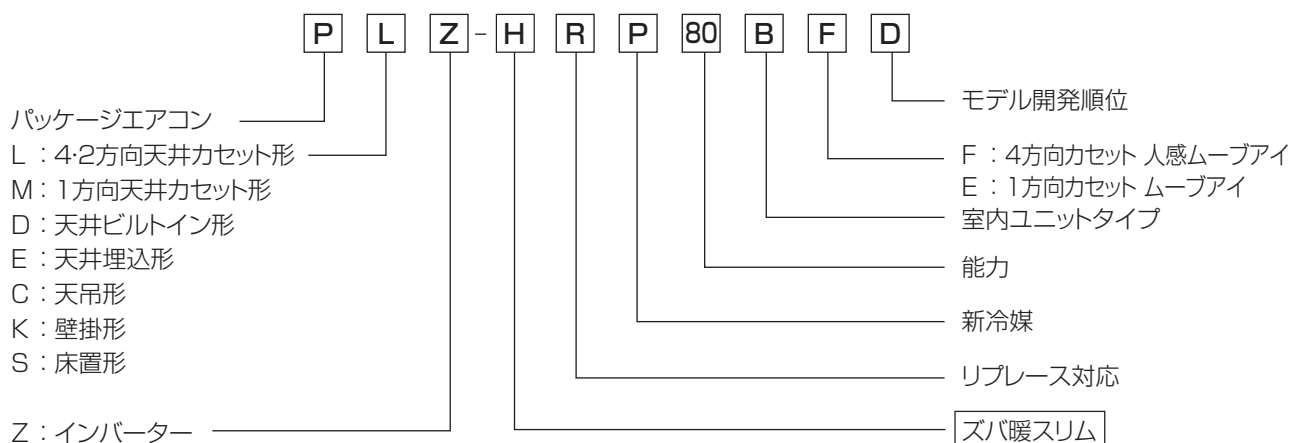 P L Z - H R P 80 B F D
パッケージエアコン
L：4･2方向天井カセット形
M：1方向天井カセット形
D：天井ビルトイン形
E：天井埋込形
C：天吊形
K：壁掛形
S：床置形
Z：インバーター
モデル開発順位
F：4方向カセット 人感ムーブアイ
E：1方向カセット ムーブアイ
室内ユニットタイプ
能力
新冷媒
リプレース対応
ズバ暖スリム